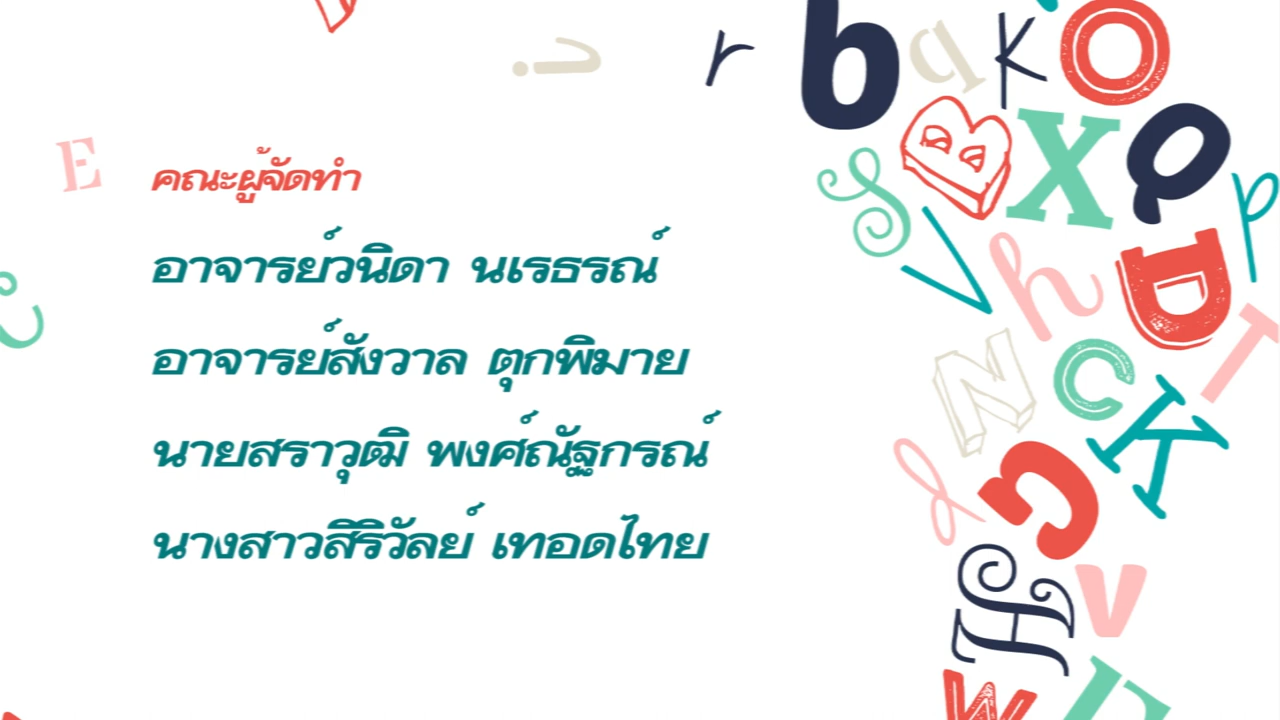 คณะผู้จัดทำ
อาจารย์วนิดา นเรธรณ์
อาจารย์สังวาล ตุกพิมาย
นายสราวุฒิ พงศ์ณัฐกรณ์
นางสาวสิริวัลย์ เทอดไทย